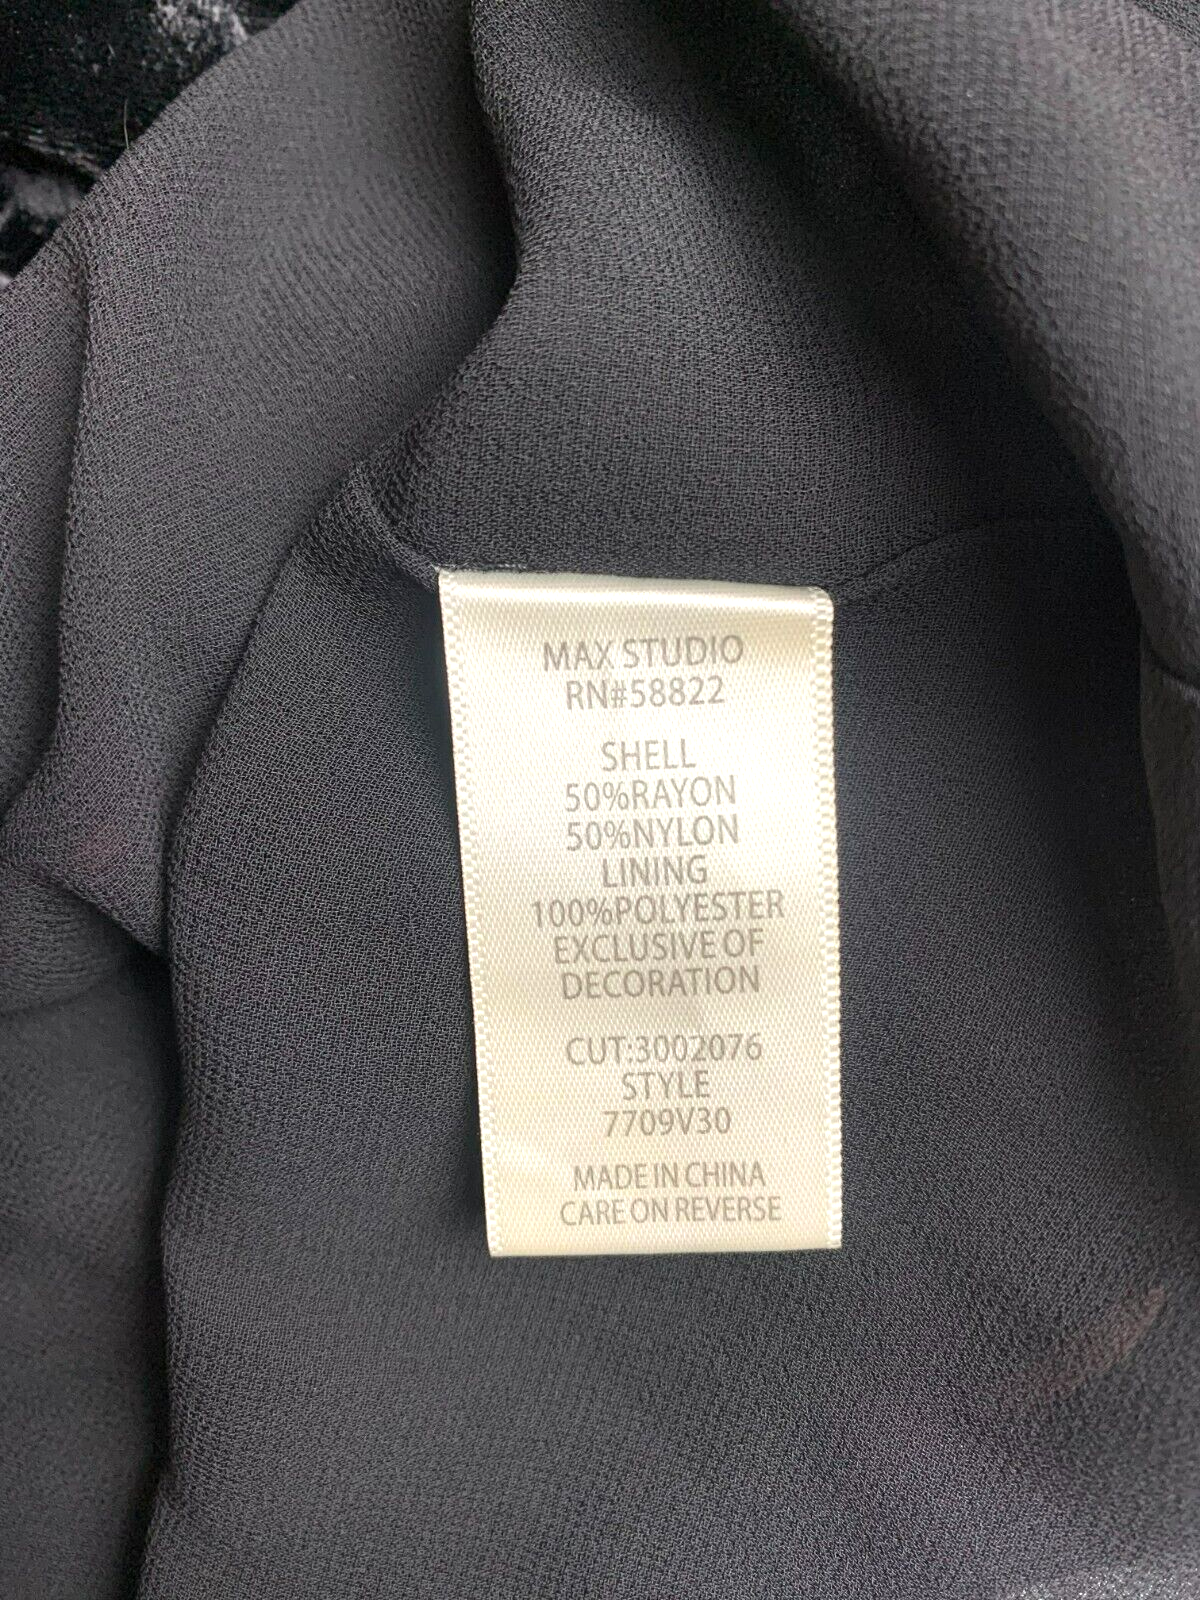 MAX STUDIO
RN#58822
SHELL
50%RAYON
50%NYLON
LINING
100%POLYESTER
EXCLUSIVE OF
DECORATION
CUT:3002076
STYLE
7709V30
MADE IN CHINA
CARE ON REVERSE